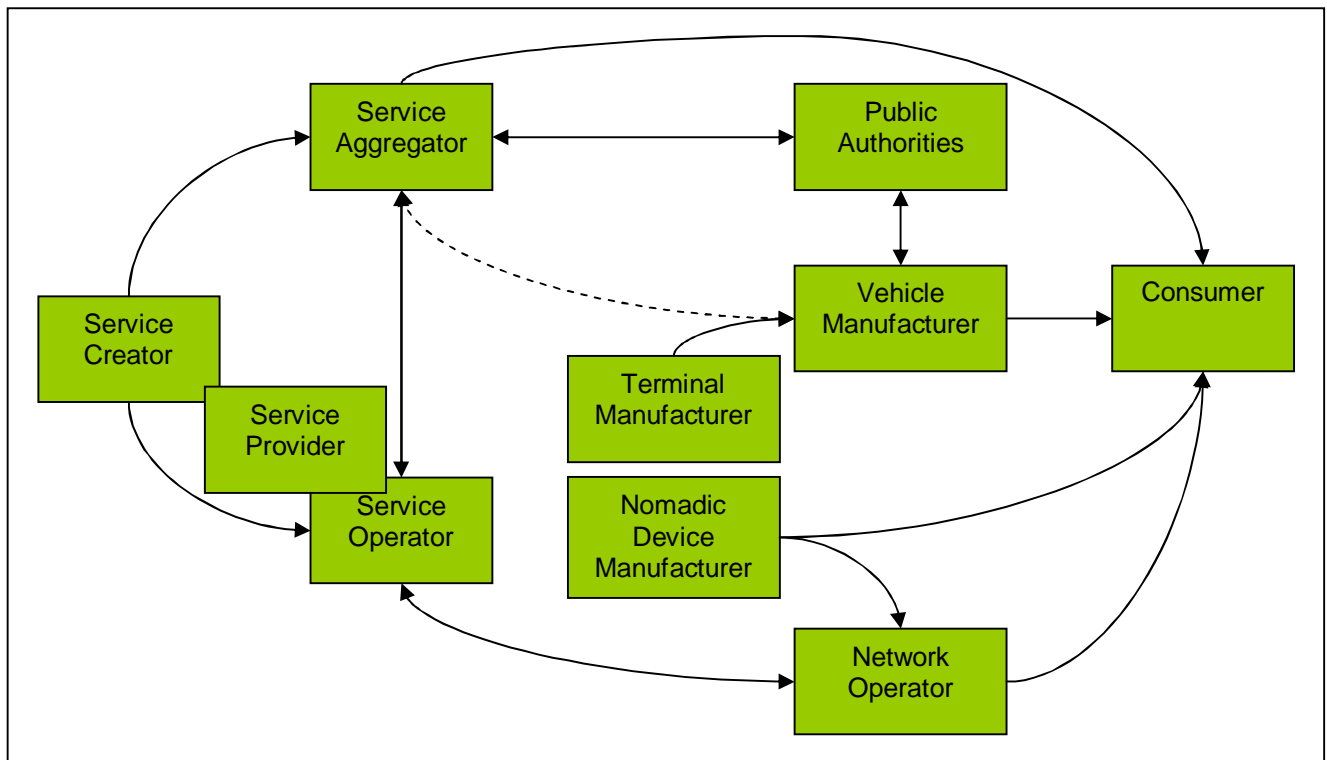 Service
Aggregator
Public
Authorities
Service
Creator
Vehicle
Manufacturer
Consumer
Terminal
Manufacturer
Service
Provider
Service
Operator
Nomadic
Device
Manufacturer
Network
Operator